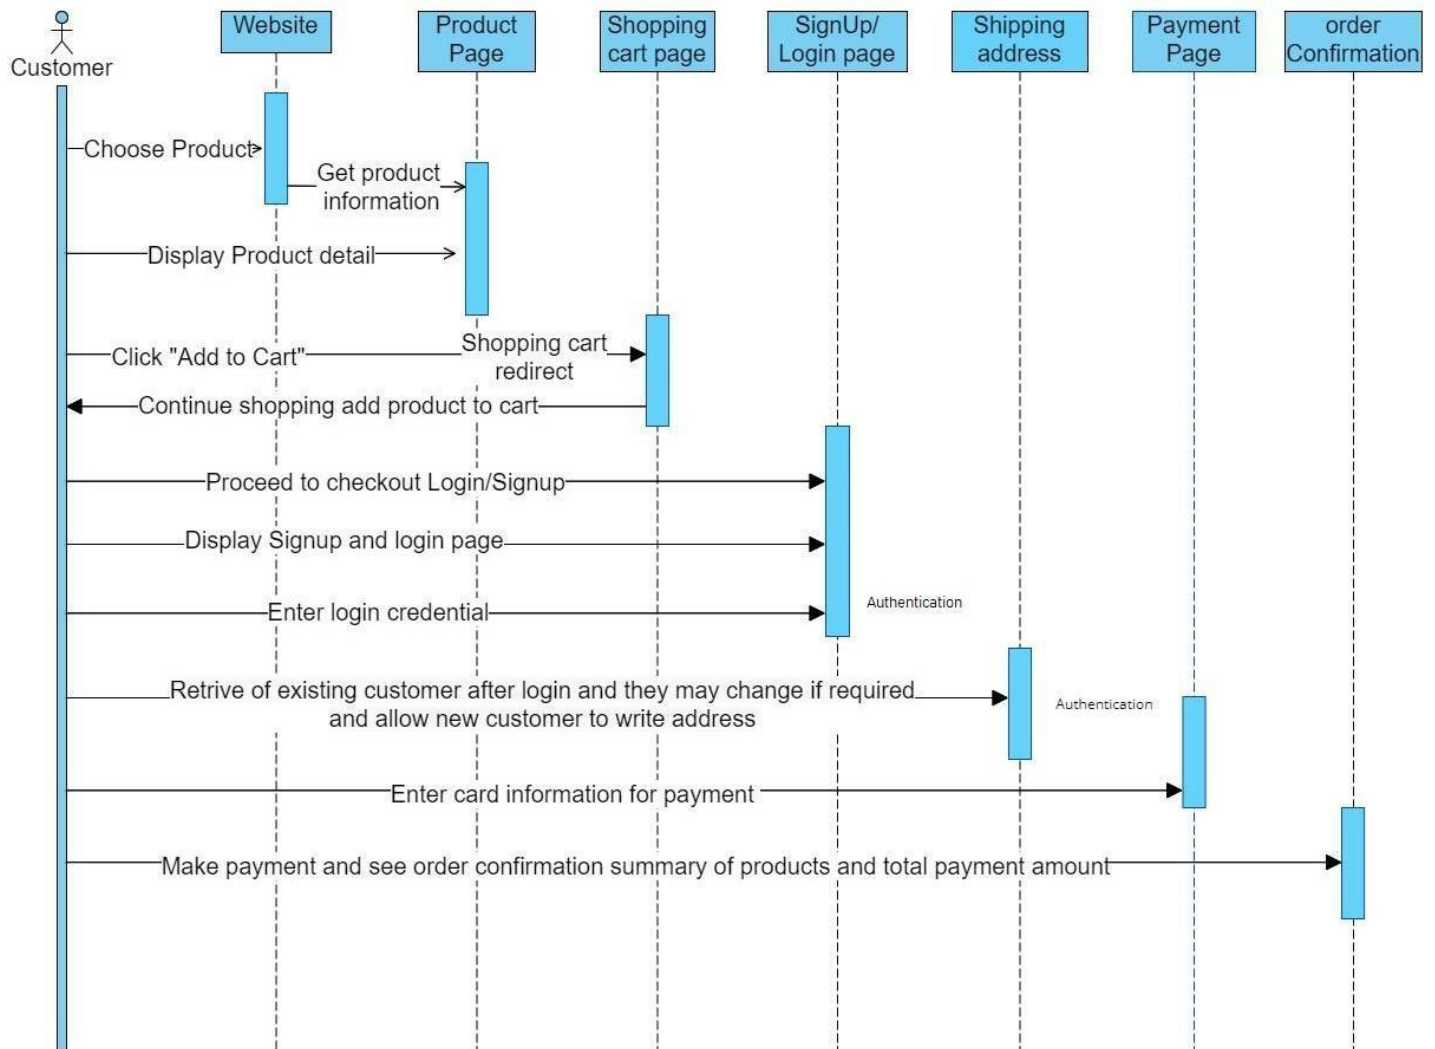 Customer
Website
Product
Page
Shopping
cart page
SignUp/
Login page
Shipping
address
Payment
Page
order
Confirmation
Choose Product
Get product
information
Display Product detail
Click "Add to Cart"
Shopping cart
redirect
Continue shopping add product to cart
Proceed to checkout Login/Signup
Display Signup and login page
Enter login credential
Authentication
Retrive of existing customer after login and they may change if required
and allow new customer to write address
Authentication
Enter card information for payment
Make payment and see order confirmation summary of products and total payment amount